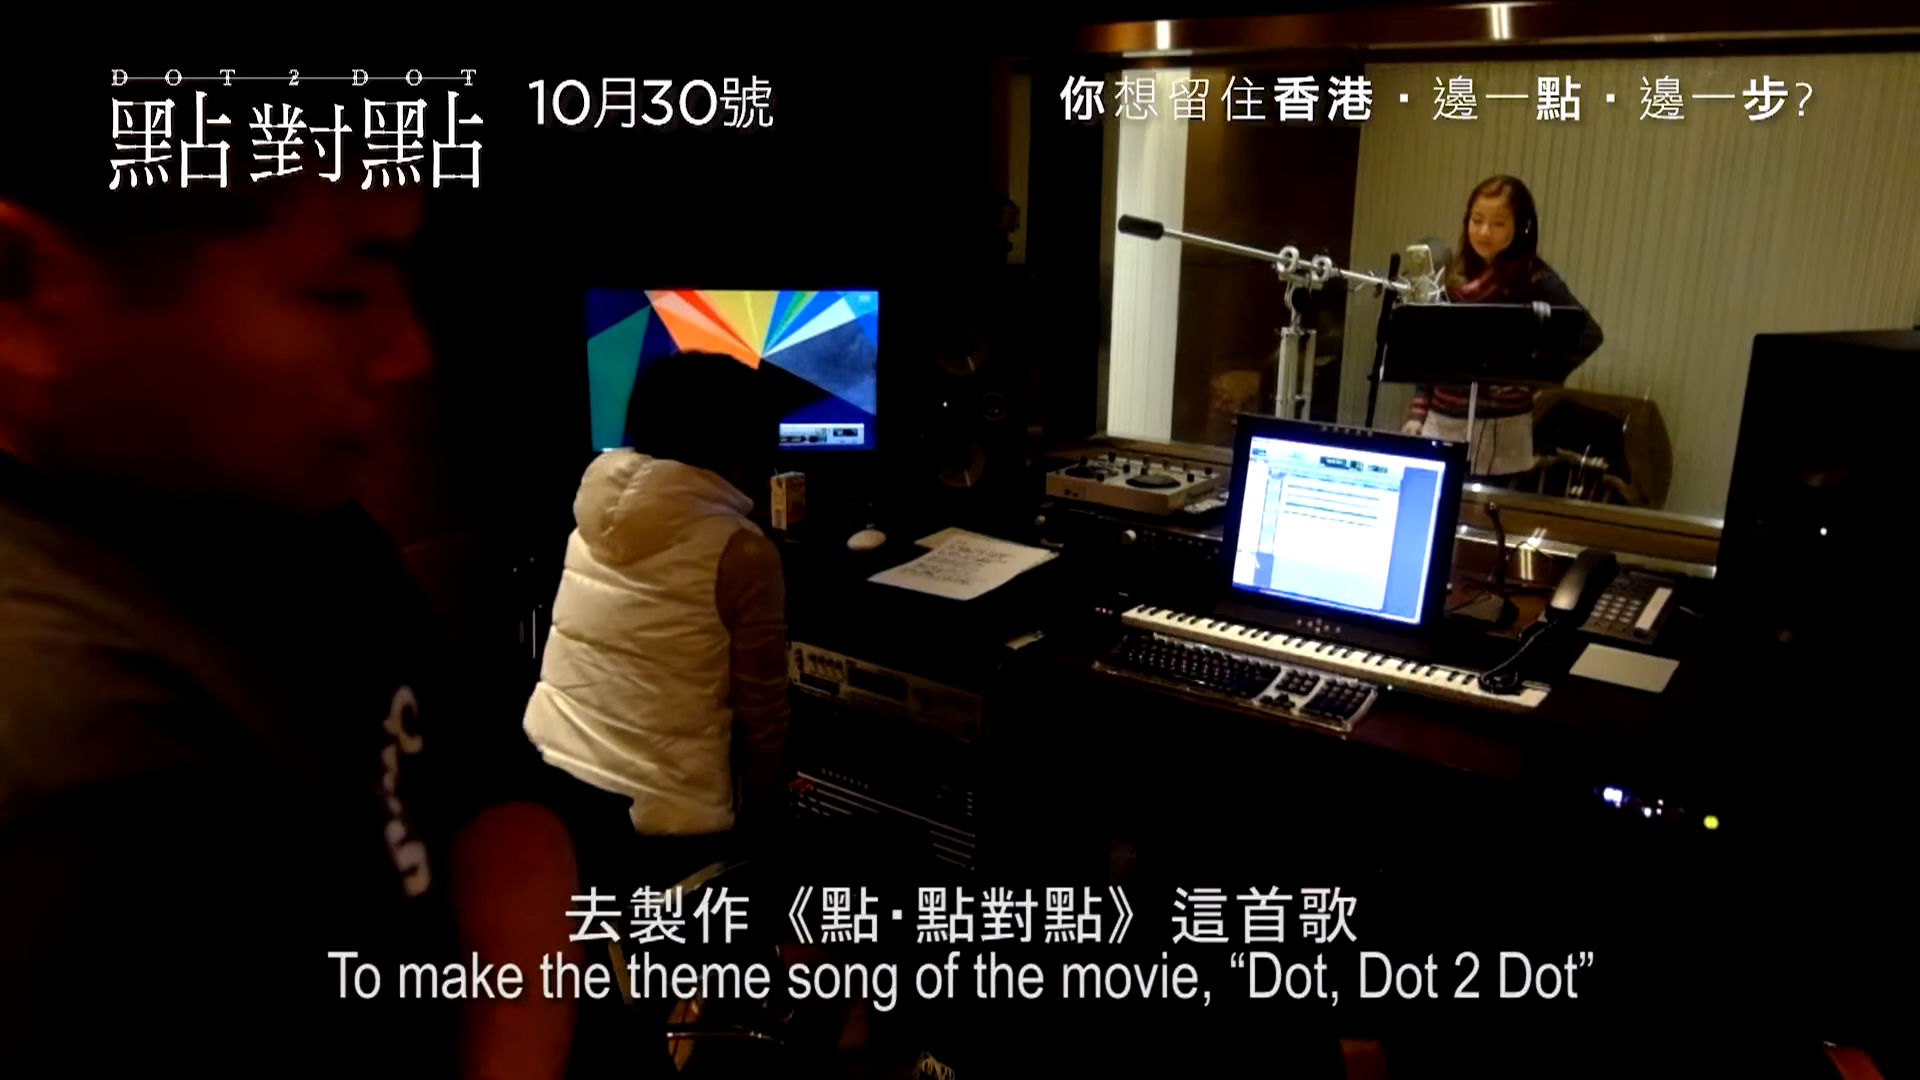 DOT 2 DOT
點對點
10月30號
你想留住香港·邊一點·邊一步?
去製作《點·點對點》這首歌
To make the theme song of the movie, “Dot, Dot 2 Dot”